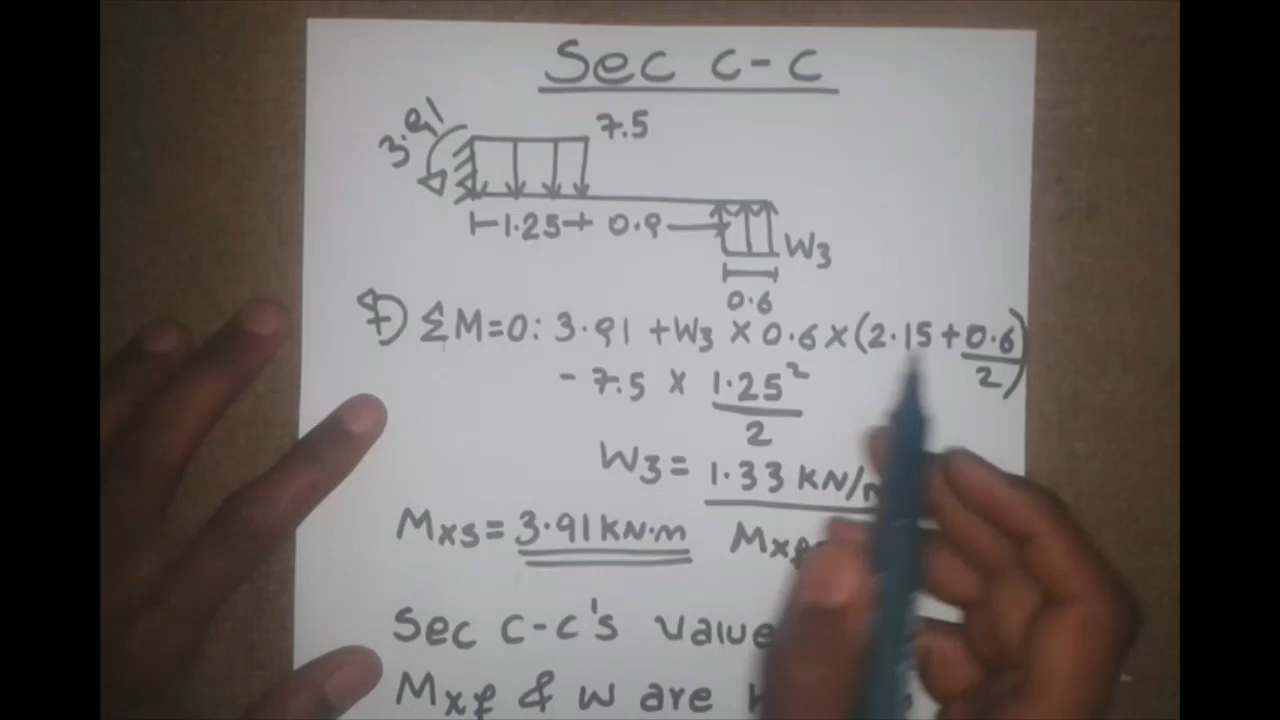 Sec C-C
3.91
7.5
1.25 0.9
W3
0.6
ΣM=0: 3.91 + W3 × 0.6 × (2.15 + 0.6/2)
- 7.5 × 1.25²/2
W3 = 1.33 KN/m
Mxs = 3.91 KN·m Mxf
Sec C-C's value
Mxf & W are